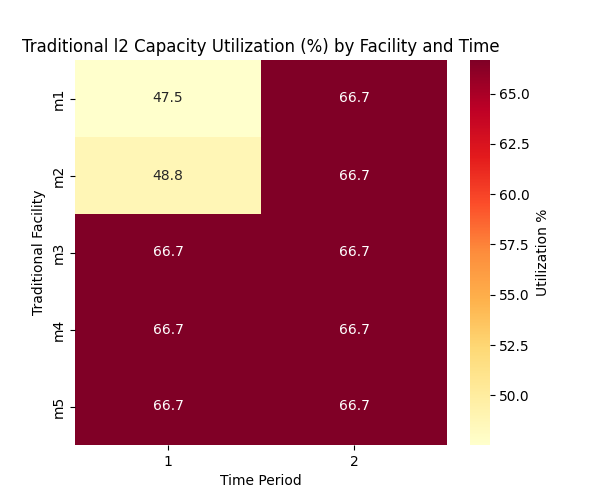 Traditional l2 Capacity Utilization (%) by Facility and Time
m1 47.5 66.7
m2 48.8 66.7
m3 66.7 66.7
m4 66.7 66.7
m5 66.7 66.7
1 2
Time Period
Traditional Facility
65.0
62.5
60.0
57.5
55.0
52.5
50.0
Utilization %